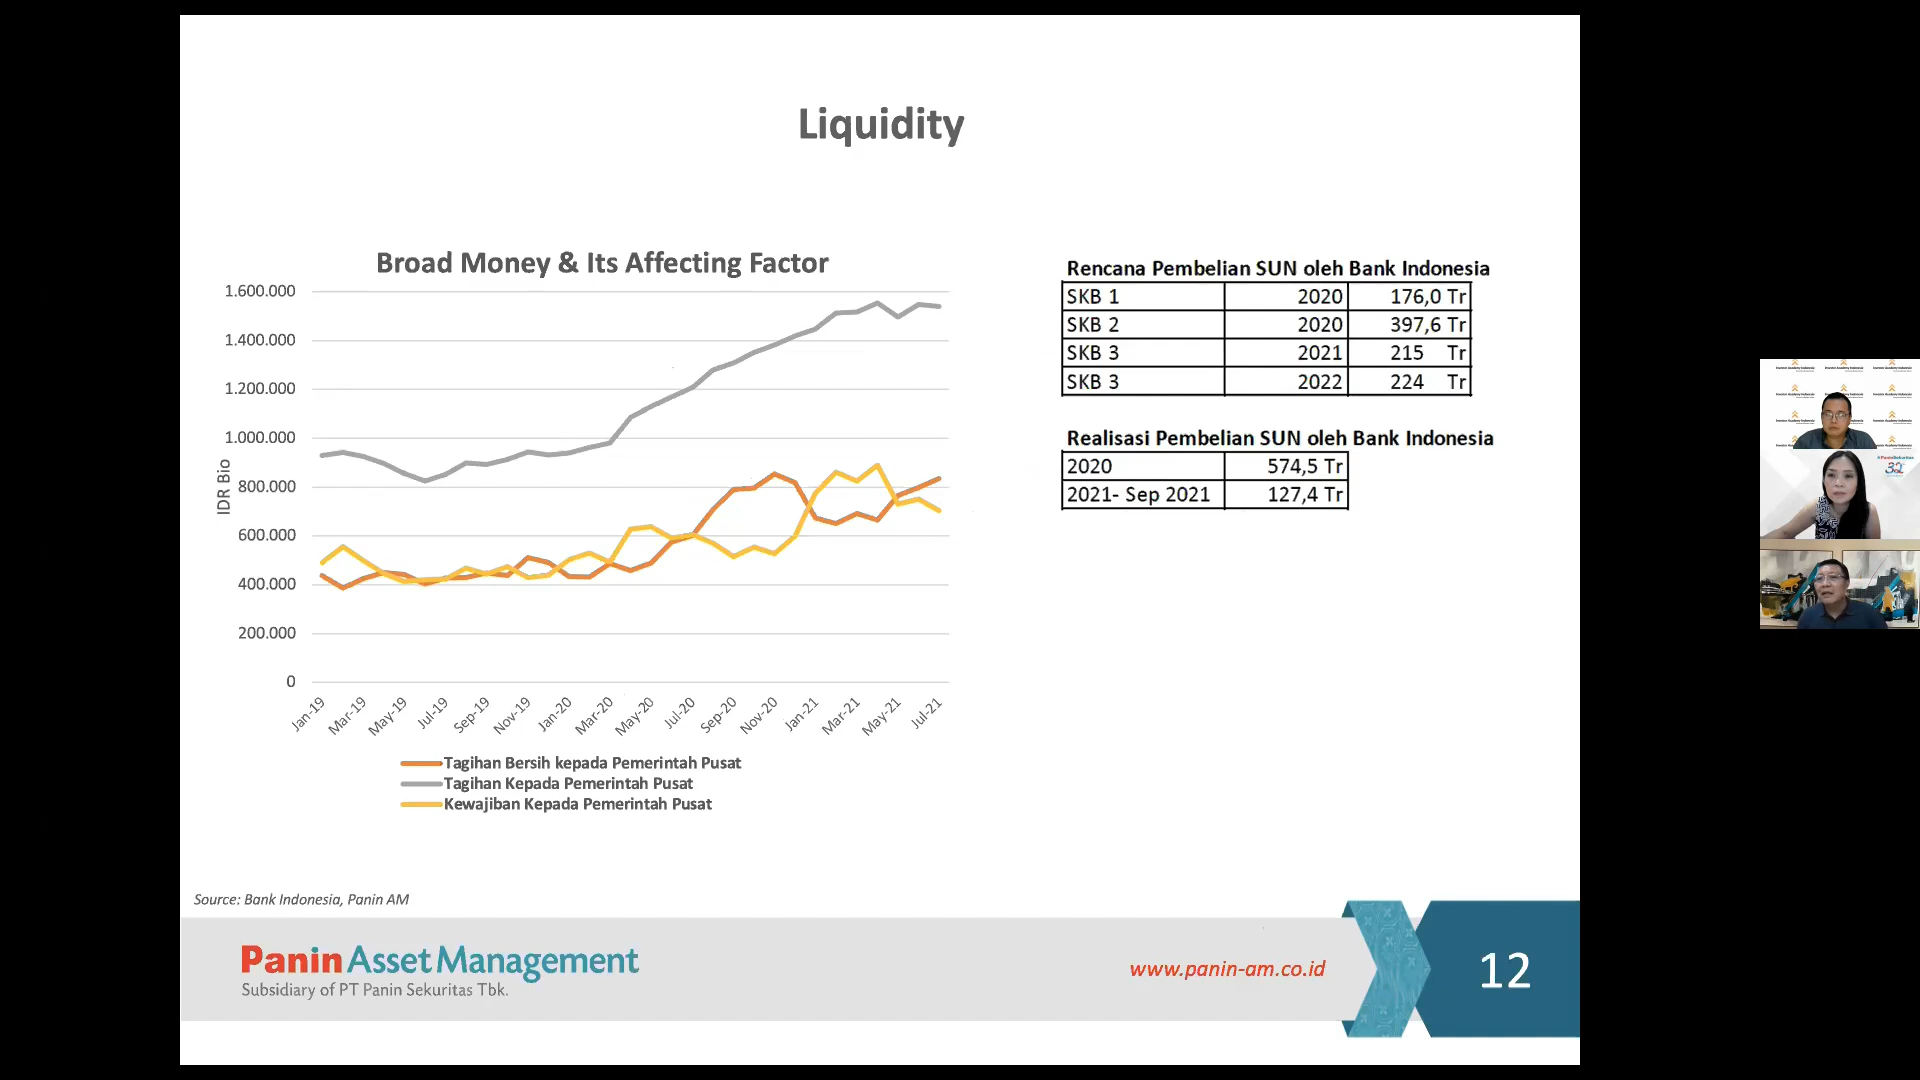 Liquidity
Broad Money & Its Affecting Factor
IDR Bio
1.600.000
1.400.000
1.200.000
1.000.000
800.000
600.000
400.000
200.000
0
Jan-19 Mar-19 May-19 Jul-19 Sep-19 Nov-19 Jan-20 Mar-20 May-20 Jul-20 Sep-20 Nov-20 Jan-21 Mar-21 May-21 Jul-21
Tagihan Bersih kepada Pemerintah Pusat
Tagihan Kepada Pemerintah Pusat
Kewajiban Kepada Pemerintah Pusat
Rencana Pembelian SUN oleh Bank Indonesia
SKB 1 2020 176,0 Tr
SKB 2 2020 397,6 Tr
SKB 3 2021 215 Tr
SKB 3 2022 224 Tr
Realisasi Pembelian SUN oleh Bank Indonesia
2020 574,5 Tr
2021- Sep 2021 127,4 Tr
Source: Bank Indonesia, Panin AM
Panin Asset Management
Subsidiary of PT Panin Sekuritas Tbk.
www.panin-am.co.id
12